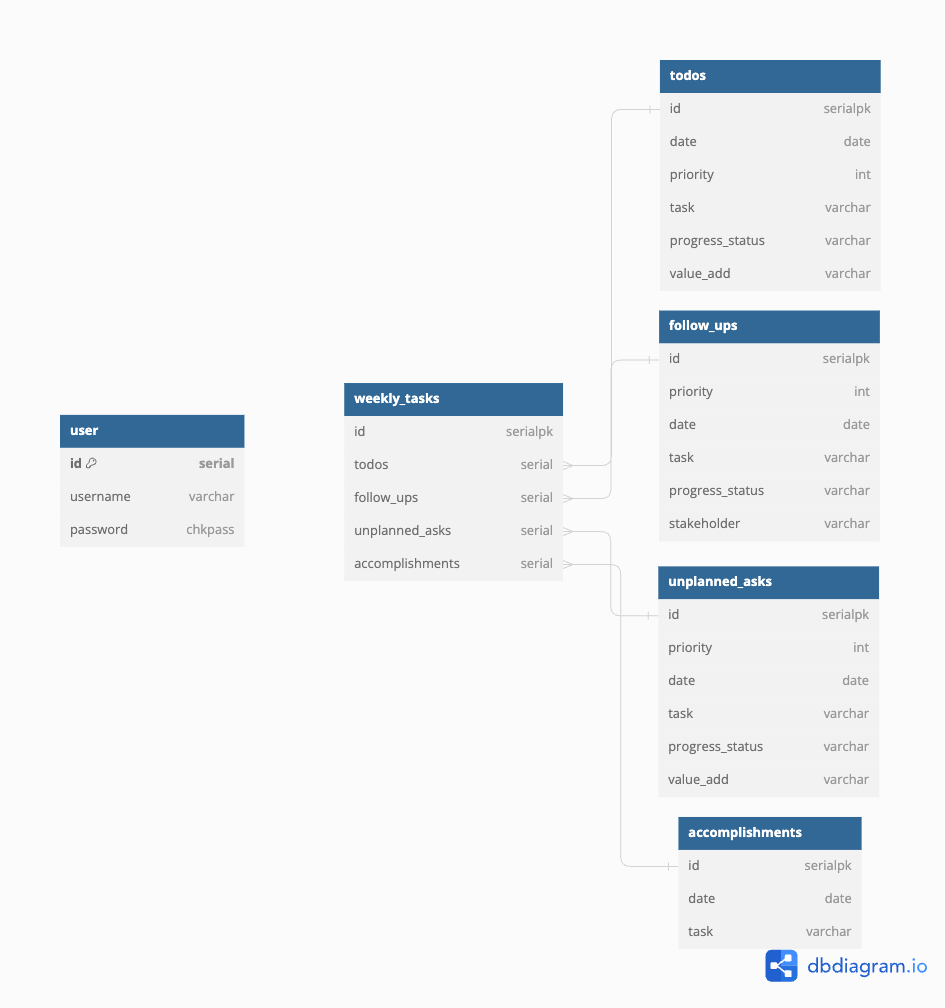 user
id serial
username varchar
password chkpass
weekly_tasks
id serialpk
todos serial
follow_ups serial
unplanned_asks serial
accomplishments serial
todos
id serialpk
date date
priority int
task varchar
progress_status varchar
value_add varchar
follow_ups
id serialpk
priority int
date date
task varchar
progress_status varchar
stakeholder varchar
unplanned_asks
id serialpk
priority int
date date
task varchar
progress_status varchar
value_add varchar
accomplishments
id serialpk
date date
task varchar
dbdiagram.io